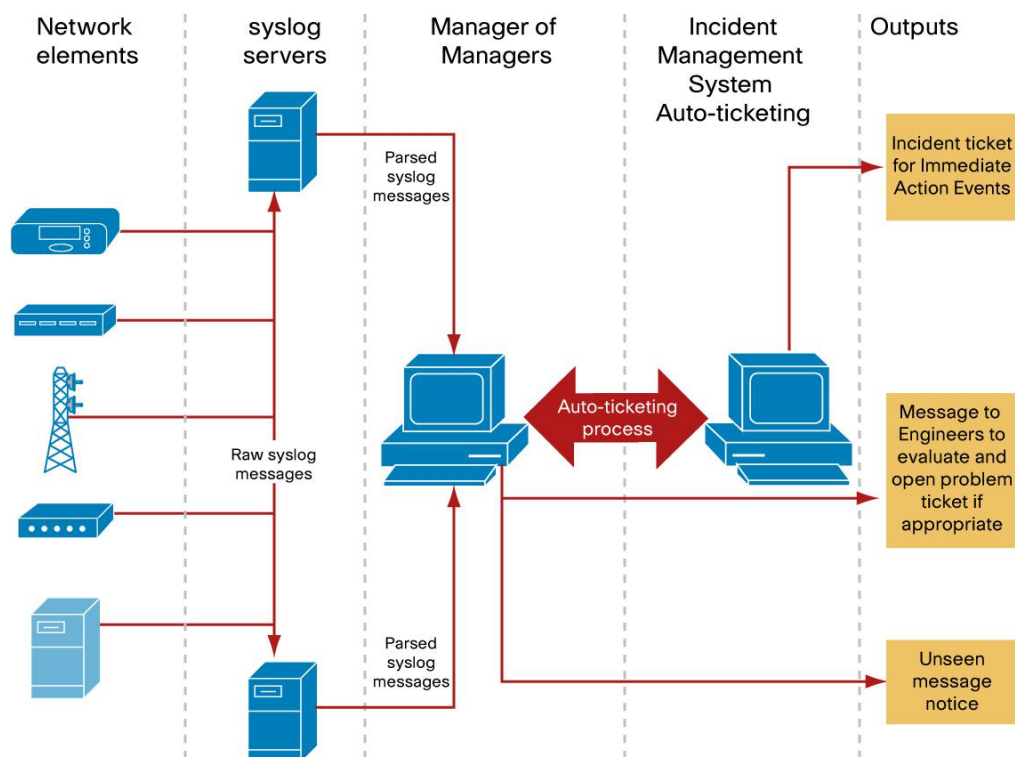 Network
elements
syslog
servers
Manager of
Managers
Incident
Management
System
Auto-ticketing
Outputs
Parsed
syslog
messages
Incident ticket
for Immediate
Action Events
Auto-ticketing
process
Raw syslog
messages
Message to
Engineers to
evaluate and
open problem
ticket if
appropriate
Parsed
syslog
messages
Unseen
message
notice